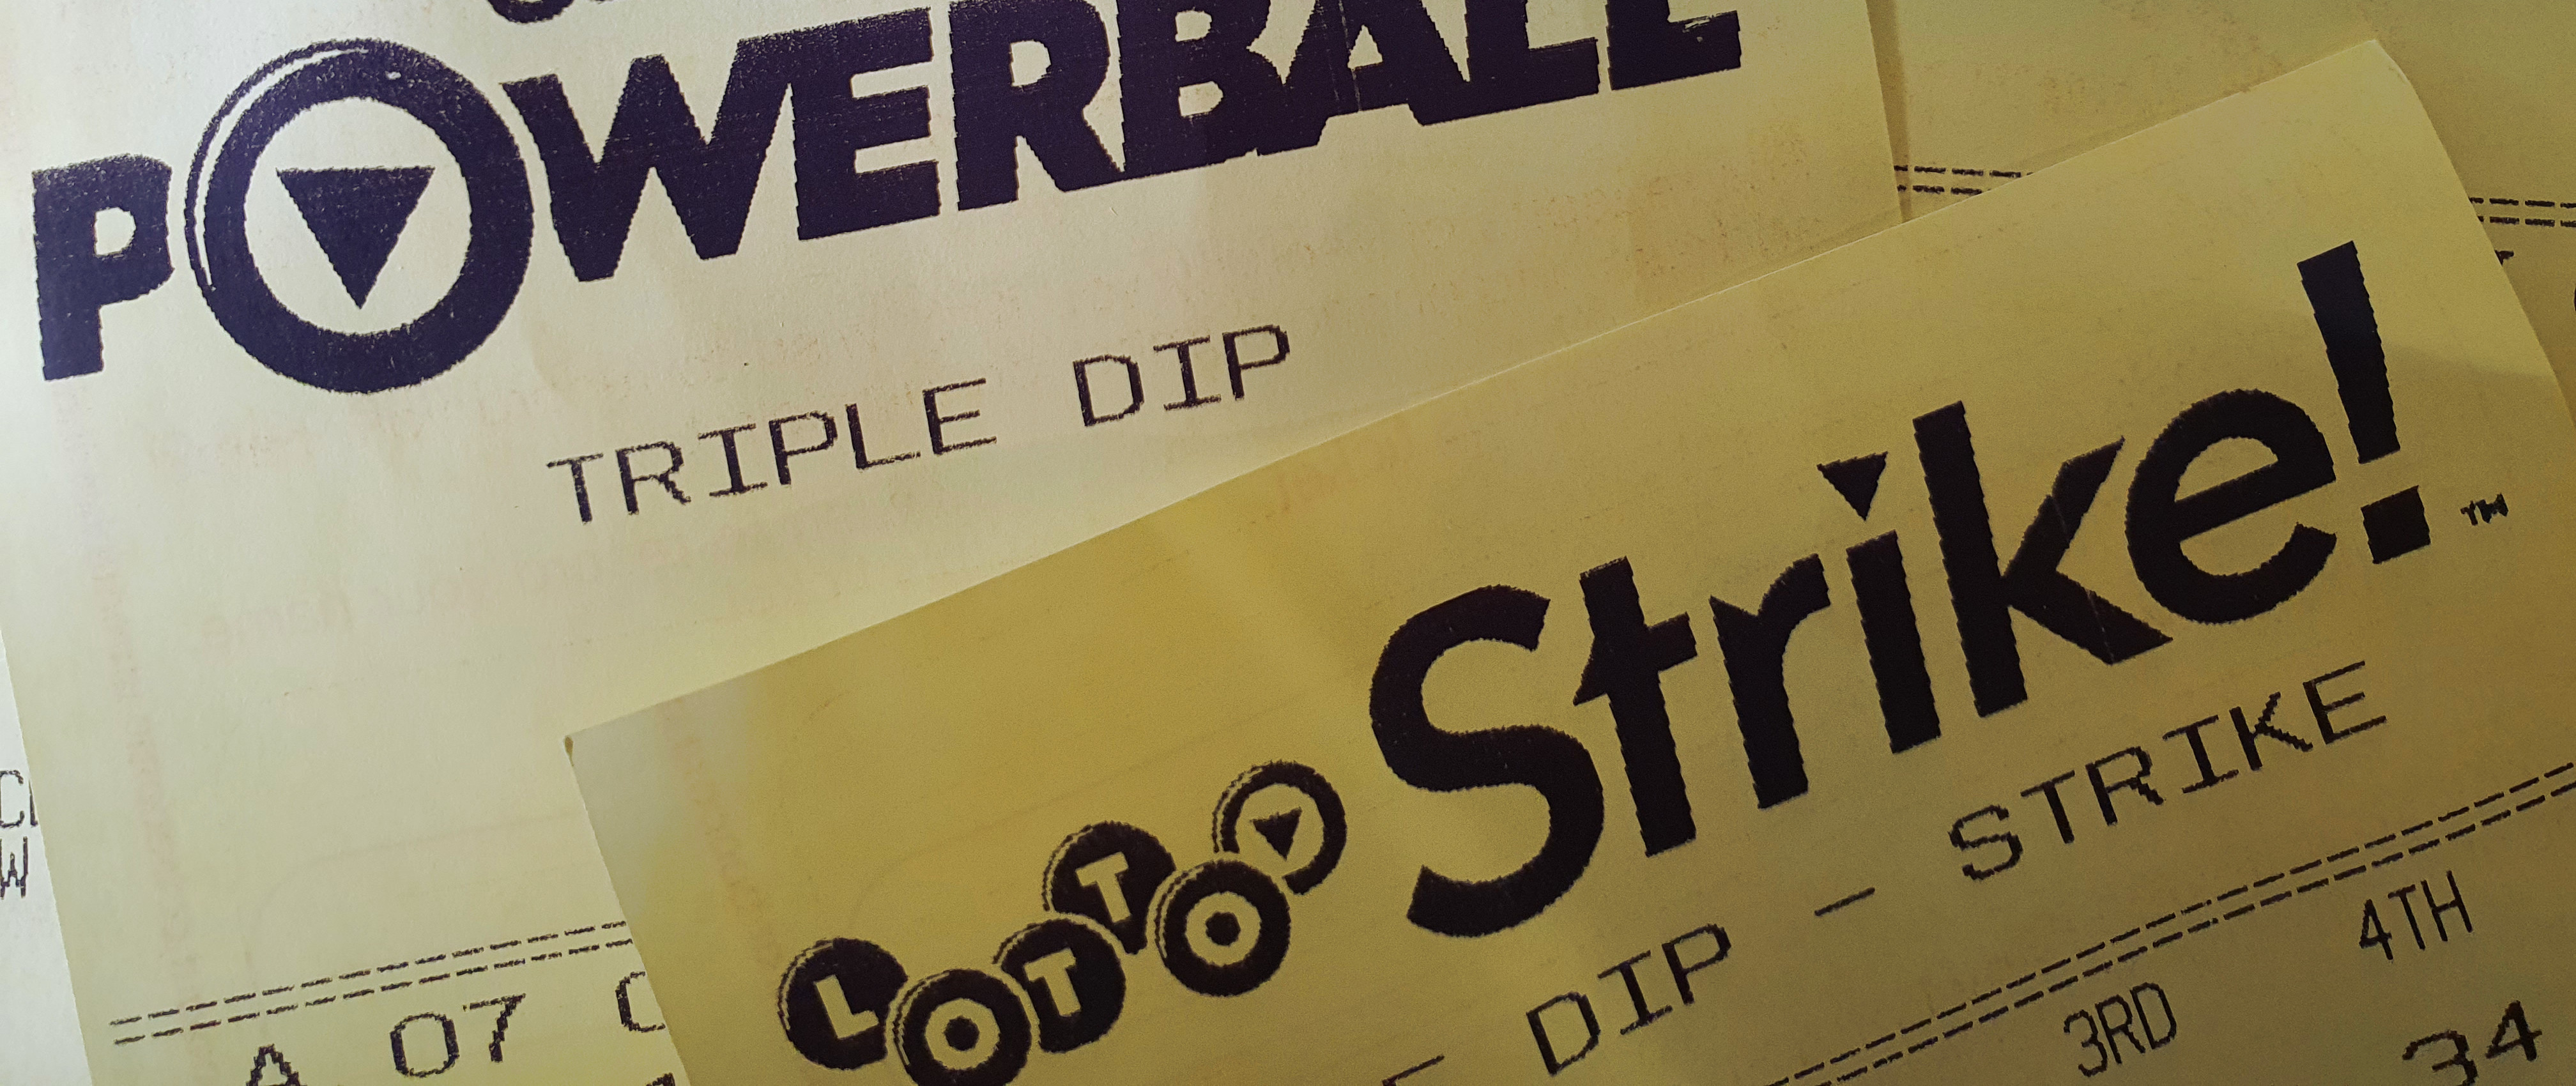 POWERBALL
TRIPLE DIP
A 07
LOTTO Strike!™
DIP - STRIKE
3RD 4TH
34